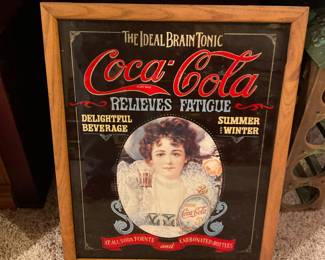 THE IDEAL BRAIN TONIC
Coca-Cola
RELIEVES FATIGUE
DELIGHTFUL
BEVERAGE
SUMMER
WINTER
Coca-Cola
AT ALL SODA FOUNTS and CARBONATED IN BOTTLES